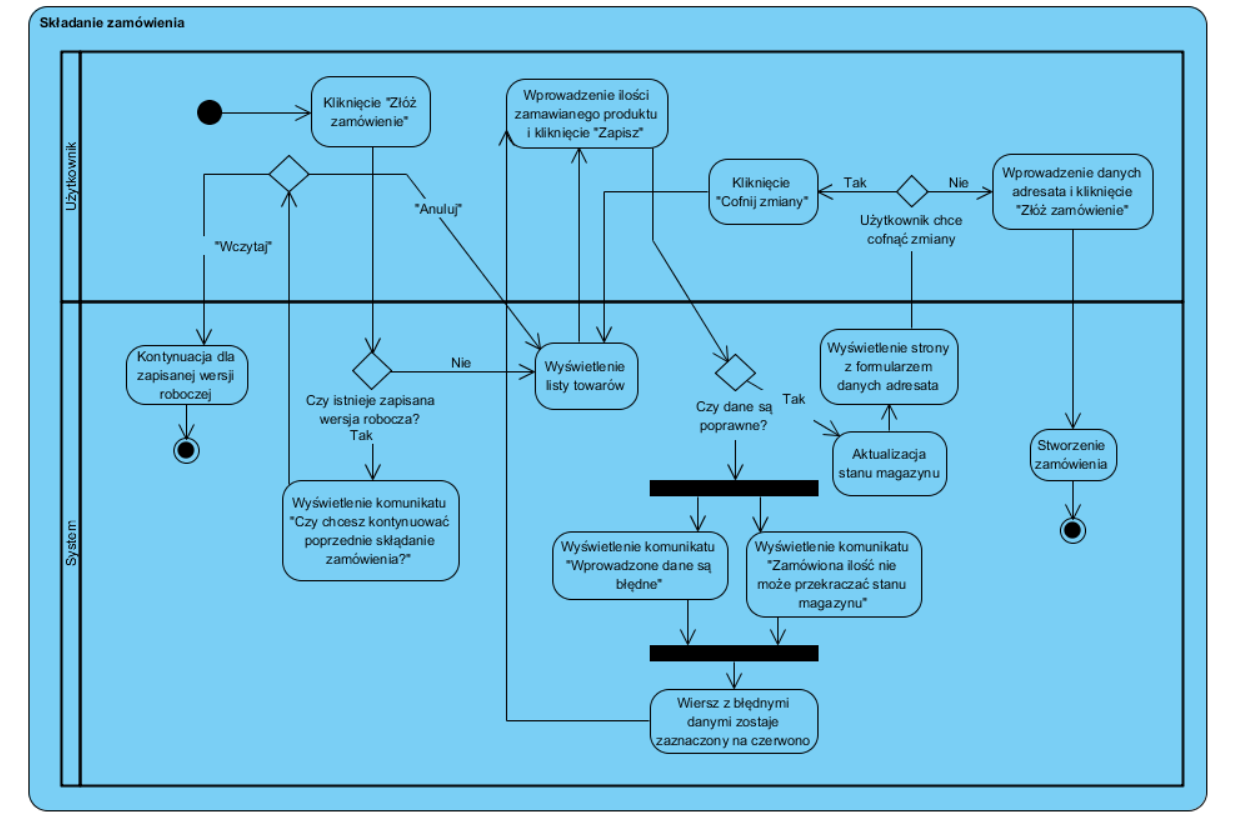 Składanie zamówienia
Użytkownik
Kliknięcie "Złóż
zamówienie"
Wprowadzenie ilości
zamawianego produktu
i kliknięcie "Zapisz"
"Wczytaj"
"Anuluj"
Kliknięcie
"Cofnij zmiany"
Tak
Nie
Użytkownik chce
cofnąć zmiany
Wprowadzenie danych
adresata i kliknięcie
"Złóż zamówienie"
System
Kontynuacja dla
zapisanej wersji
roboczej
Czy istnieje zapisana
wersja robocza?
Tak
Nie
Wyświetlenie
listy towarów
Wyświetlenie komunikatu
"Czy chcesz kontynuować
poprzednie skłądanie
zamówienia?"
Czy dane są
poprawne?
Tak
Wyświetlenie strony
z formularzem
danych adresata
Aktualizacja
stanu magazynu
Stworzenie
zamówienia
Wyświetlenie komunikatu
"Wprowadzone dane są
błędne"
Wyświetlenie komunikatu
"Zamówiona ilość nie
może przekraczać stanu
magazynu"
Wiersz z błędnymi
danymi zostaje
zaznaczony na czerwono